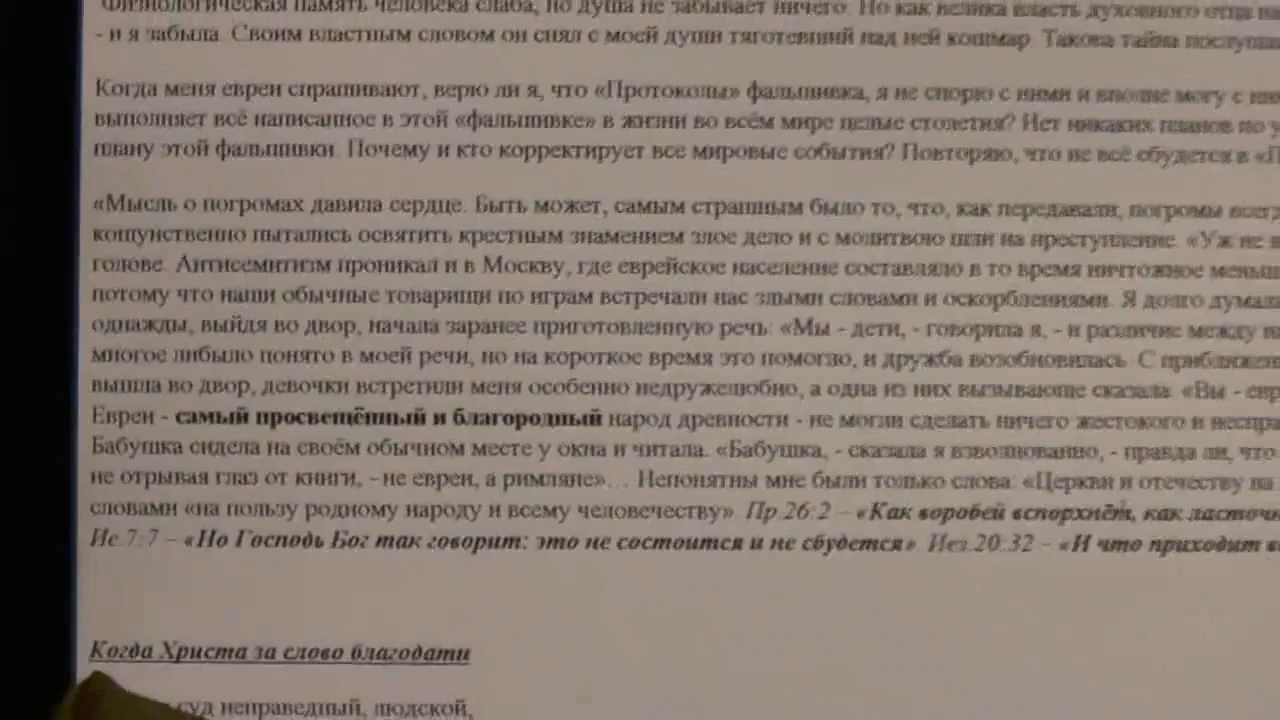 Физиологическая память человека слаба, но душа не забывает ничего. Но как велика власть духовного отца
- и я забыла. Своим властным словом он снял с моей души тяготевший над ней кошмар. Такова тайна
Когда меня евреи спрашивают, верю ли я, что «Протоколы» фальшивка, я не спорю с ними и вполне могу с
выполняет всё написанное в этой «фальшивке» в жизни во всём мире целые столетия? Нет никаких планов по
плану этой фальшивки. Почему и кто корректирует все мировые события? Повторяю, что не всё сбудется в
«Мысль о погромах давила сердце. Быть может, самым страшным было то, что, как передавали, погромы
кощунственно пытались освятить крестным знамением злое дело и с молитвою шли на преступление. «Уж не
голове. Антисемитизм проникал и в Москву, где еврейское население составляло в то время ничтожное
потому что наши обычные товарищи по играм встречали нас злыми словами и оскорблениями. Я долго
однажды, выйдя во двор, начала заранее приготовленную речь: «Мы - дети, - говорила я, - и различие между
многое либыло понято в моей речи, но на короткое время это помогло, и дружба возобновилась. С
вышла во двор, девочки встретили меня особенно недружелюбно, а одна из них вызывающе сказала: «Вы -
Евреи - самый просвещённый и благородный народ древности - не могли сделать ничего жестокого и
Бабушка сидела на своём обычном месте у окна и читала. «Бабушка, - сказала я взволнованно, - правда ли, что
не отрывая глаз от книги, - не евреи, а римляне»… Непонятны мне были только слова: «Церкви и отечеству на
словами «на пользу родному народу и всему человечеству». Пр.26:2 – «Как воробей вспорхнёт, как
Ис.7:7 – «Но Господь Бог так говорит: это не состоится и не сбудется». Иез.20:32 – «И что приходит
Когда Христа за слово благодати
суд неправедный, людской,